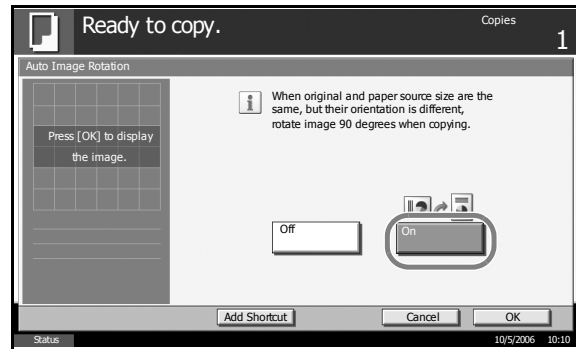 Ready to copy.
Copies
1
Auto Image Rotation
Press [OK] to display
the image.
When original and paper source size are the
same, but their orientation is different,
rotate image 90 degrees when copying.
Off
On
Add Shortcut
Cancel
OK
Status
10/5/2006 10:10